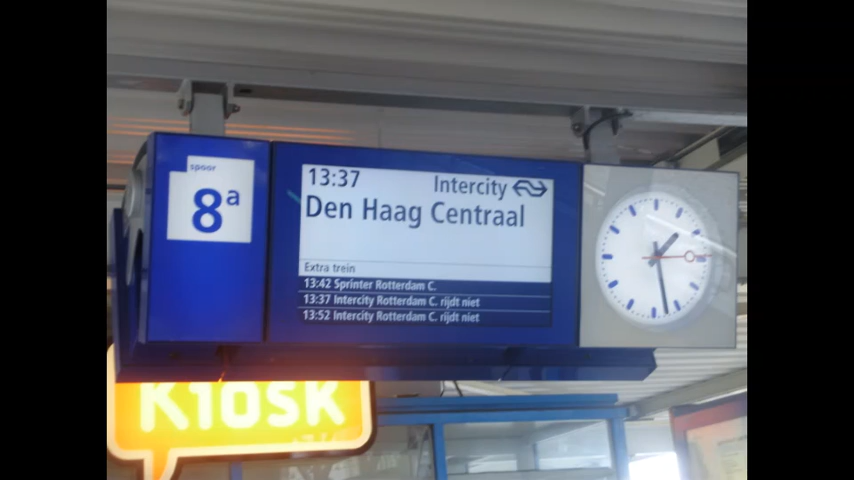 spoor
8a
13:37 Intercity
Den Haag Centraal
Extra trein
13:42 Sprinter Rotterdam C.
13:37 Intercity Rotterdam C. rijdt niet
13:52 Intercity Rotterdam C. rijdt niet
Kiosk